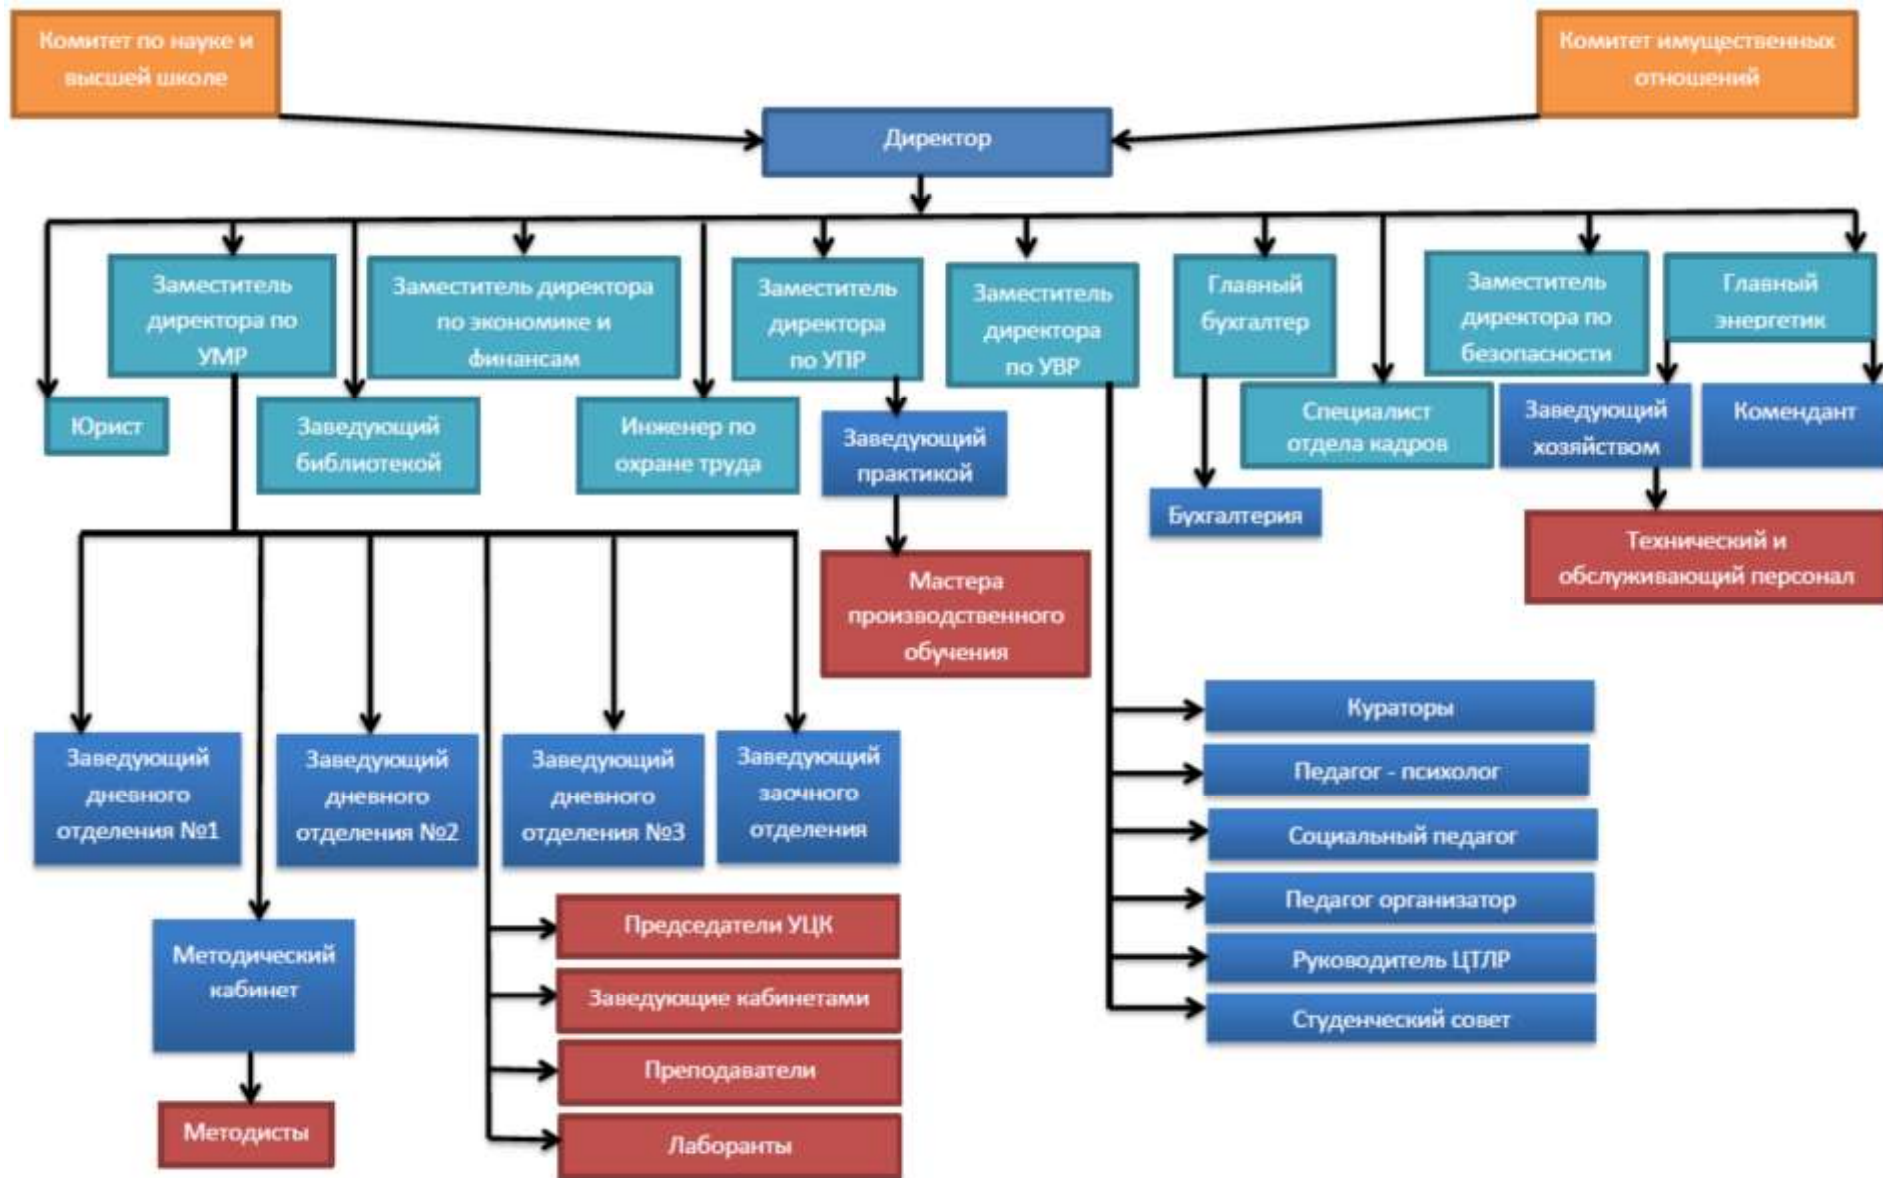 Комитет по науке и
высшей школе
Комитет имущественных
отношений
Директор
Заместитель
директора по
УМР
Заместитель директора
по экономике и
финансам
Заместитель
директора
по УПР
Заместитель
директора
по УВР
Главный
бухгалтер
Заместитель
директора по
безопасности
Главный
энергетик
Юрист
Заведующий
библиотекой
Инженер по
охране труда
Заведующий
практикой
Специалист
отдела кадров
Заведующий
хозяйством
Комендант
Бухгалтерия
Технический и
обслуживающий персонал
Мастера
производственного
обучения
Заведующий
дневного
отделения №1
Заведующий
дневного
отделения №2
Заведующий
дневного
отделения №3
Заведующий
заочного
отделения
Кураторы
Педагог - психолог
Социальный педагог
Педагог организатор
Руководитель ЦТЛР
Студенческий совет
Методический
кабинет
Методисты
Председатели УЦК
Заведующие кабинетами
Преподаватели
Лаборанты